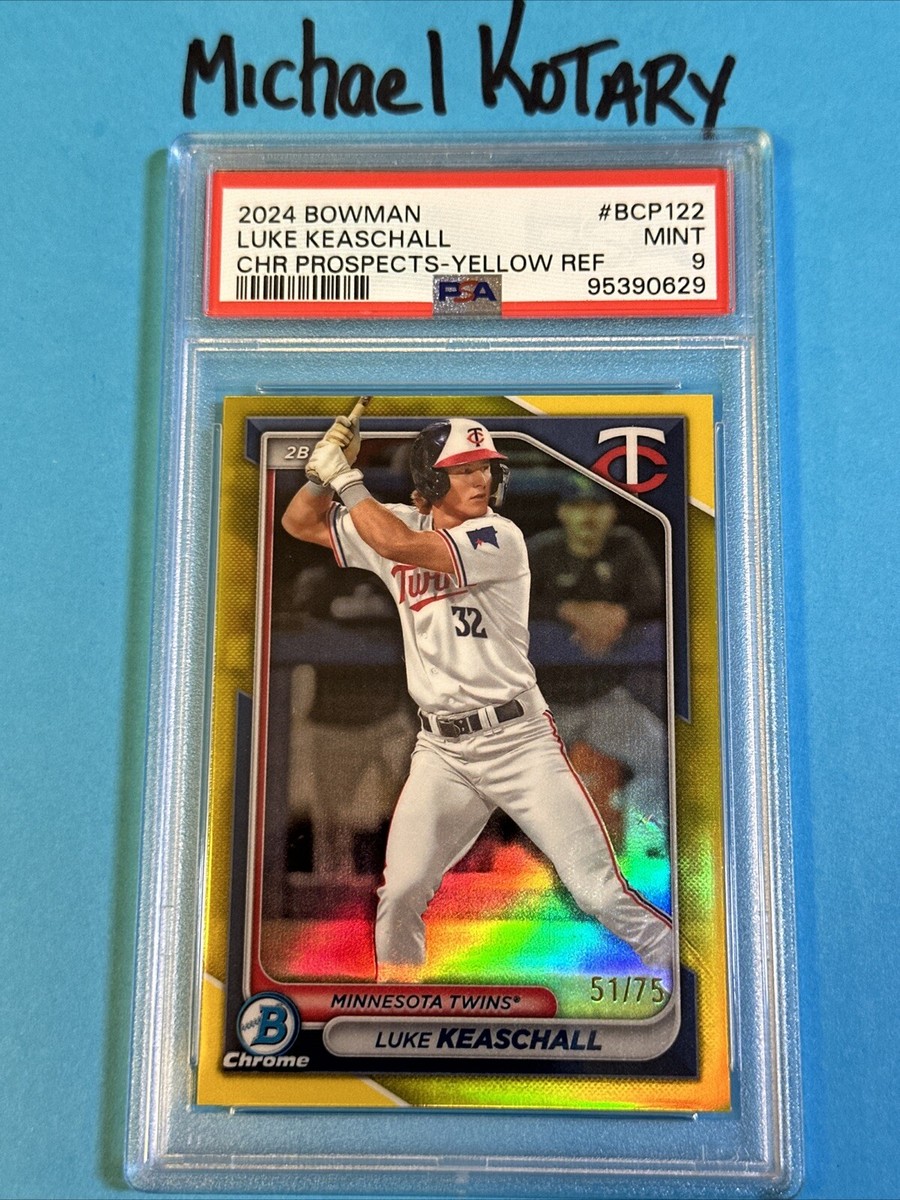 Michael KOTARY
2024 BOWMAN #BCP122
LUKE KEASCHALL MINT
CHR PROSPECTS-YELLOW REF 9
PSA 95390629
TC
2B
TC
Twins
32
51/75
MINNESOTA TWINS®
B
LUKE KEASCHALL
Chrome